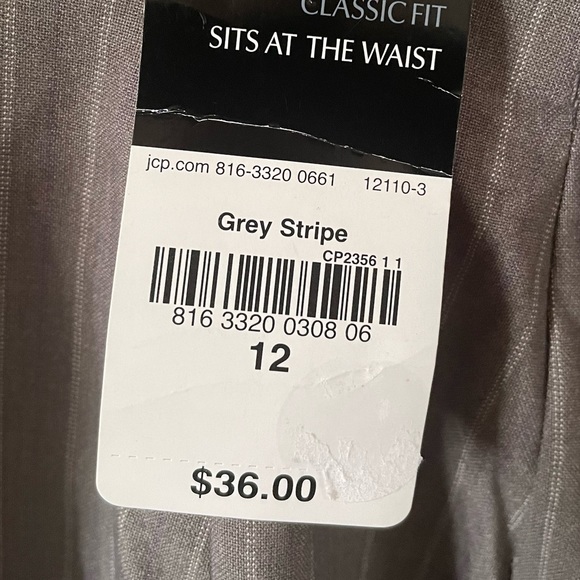 CLASSIC FIT
SITS AT THE WAIST
jcp.com 816-3320 0661 12110-3
Grey Stripe
CP2356 1 1
816 3320 0308 06
12
$36.00